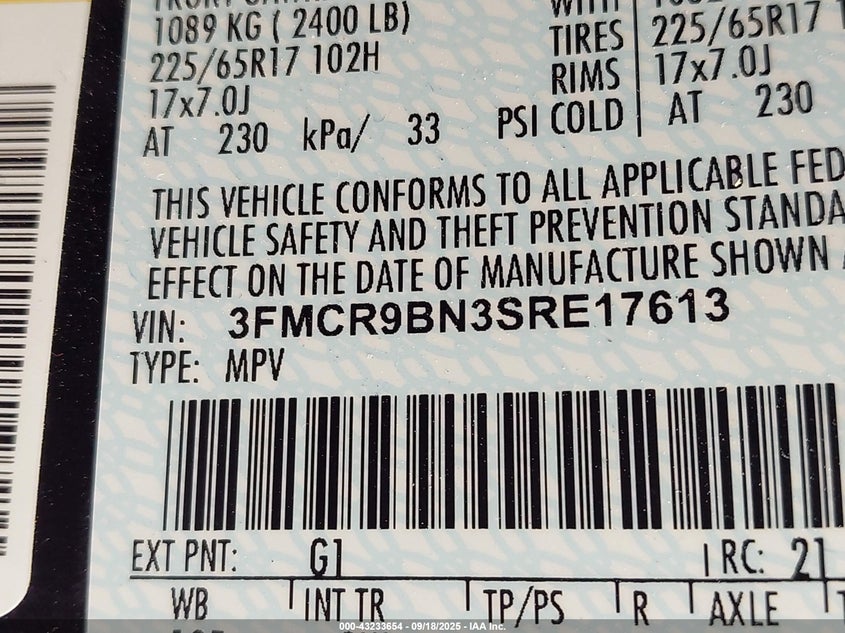 1089 KG ( 2400 LB)
225/65R17 102H
17x7.0J
AT 230 kPa/ 33 PSI COLD
TIRES 225/65R17
RIMS 17x7.0J
AT 230
THIS VEHICLE CONFORMS TO ALL APPLICABLE FED
VEHICLE SAFETY AND THEFT PREVENTION STANDA
EFFECT ON THE DATE OF MANUFACTURE SHOWN
VIN: 3FMCR9BN3SRE17613
TYPE: MPV
EXT PNT: G1 RC: 21
WB INT TR TP/PS R AXLE
000-43233654 - 09/18/2025 - IAA Inc.